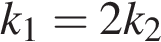 k₁ = 2k₂